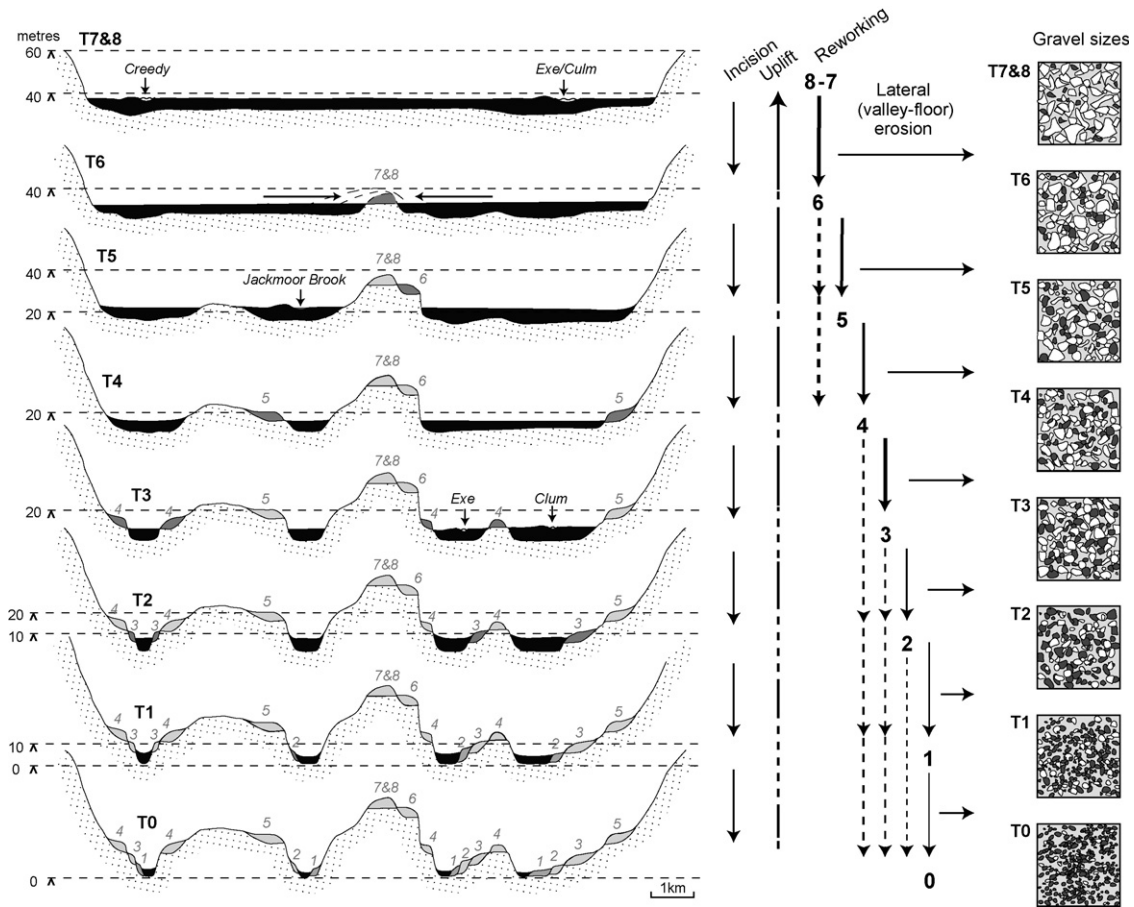 metres
T7&8
60
Creedy
Exe/Culm
40
T6
7&8
40
T5
7&8
6
40
Jackmoor Brook
20
T4
7&8
6
5
5
20
T3
7&8
6
5
5
4
4
4
4
Exe
Clum
20
T2
7&8
6
5
5
4
4
4
4
3
3
3
3
20
10
T1
7&8
6
5
5
4
4
4
4
3
3
3
3
2
2
2
10
0
T0
7&8
6
5
5
4
4
4
4
3
3
3
1
2
1
1
2
1
2
0
1km
Incision
Uplift
Reworking
8-7
Lateral
(valley-floor)
erosion
6
5
4
3
2
1
0
Gravel sizes
T7&8
T6
T5
T4
T3
T2
T1
T0